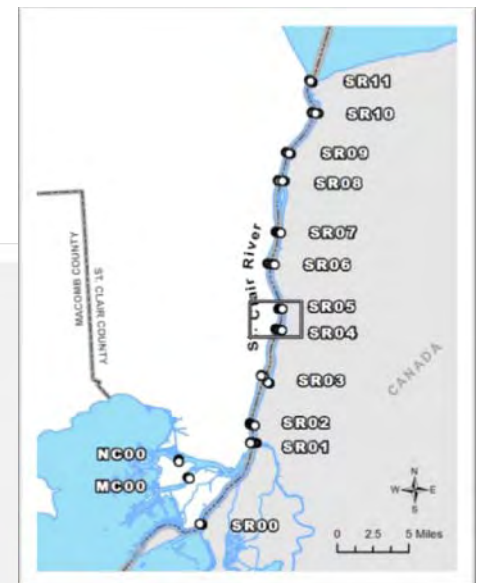 SR11
SR10
SR09
SR08
St. Clair River
SR07
SR06
MACOMB COUNTY
ST. CLAIR COUNTY
SR05
SR04
CANADA
SR03
SR02
NC00
SR01
MC00
N
W E
S
SR00
0 2.5 5 Miles